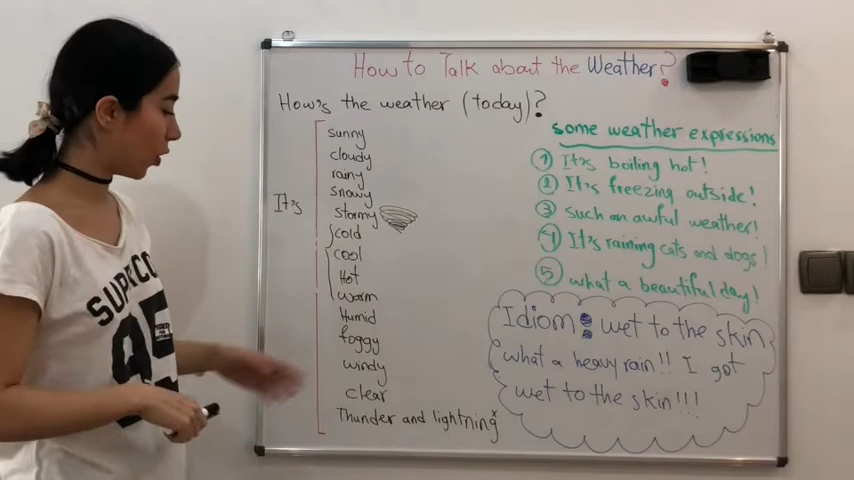 How to Talk about the Weather?
How's the weather (today)?
It's
sunny
cloudy
rainy
snowy
stormy
cold
cool
Hot
warm
Humid
foggy
windy
clear
Thunder and lightning
some weather expressions
1 It's boiling hot!
2 It's freezing outside!
3 such an awful weather!
4 It's raining cats and dogs!
5 what a beautiful day!
Idiom: wet to the skin
what a heavy rain!! I got
wet to the skin!!!
SUPERCO
95